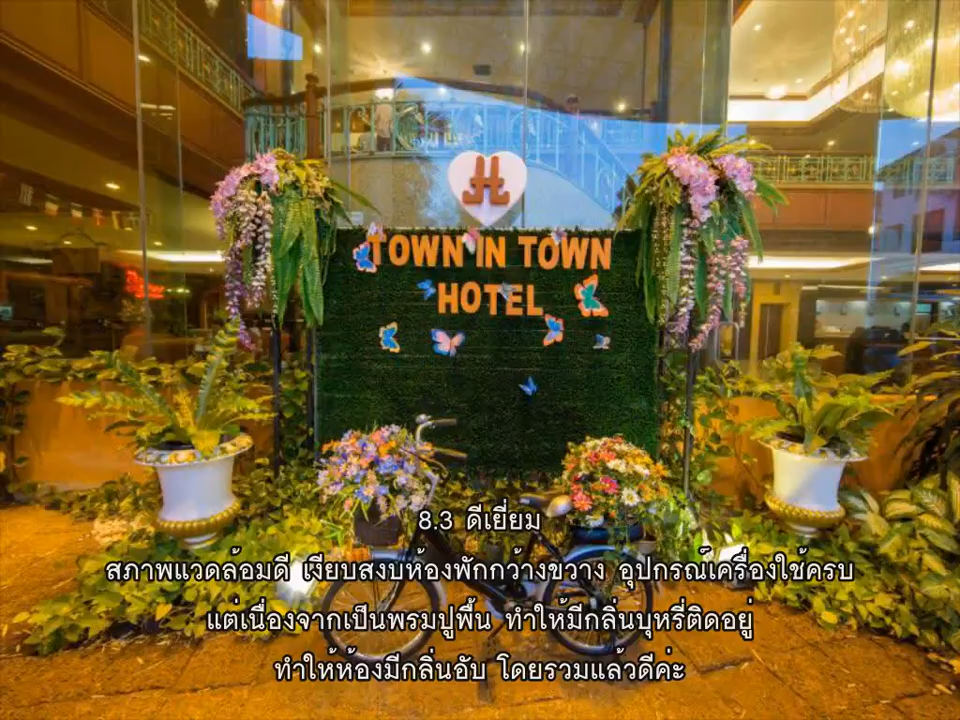 H
TOWN IN TOWN
HOTEL
8.3 ดีเยี่ยม
สภาพแวดล้อมดี เงียบสงบห้องพักกว้างขวาง อุปกรณ์เครื่องใช้ครบ
แต่เนื่องจากเป็นพรมปูพื้น ทำให้มีกลิ่นบุหรี่ติดอยู่
ทำให้ห้องมีกลิ่นอับ โดยรวมแล้วดีค่ะ